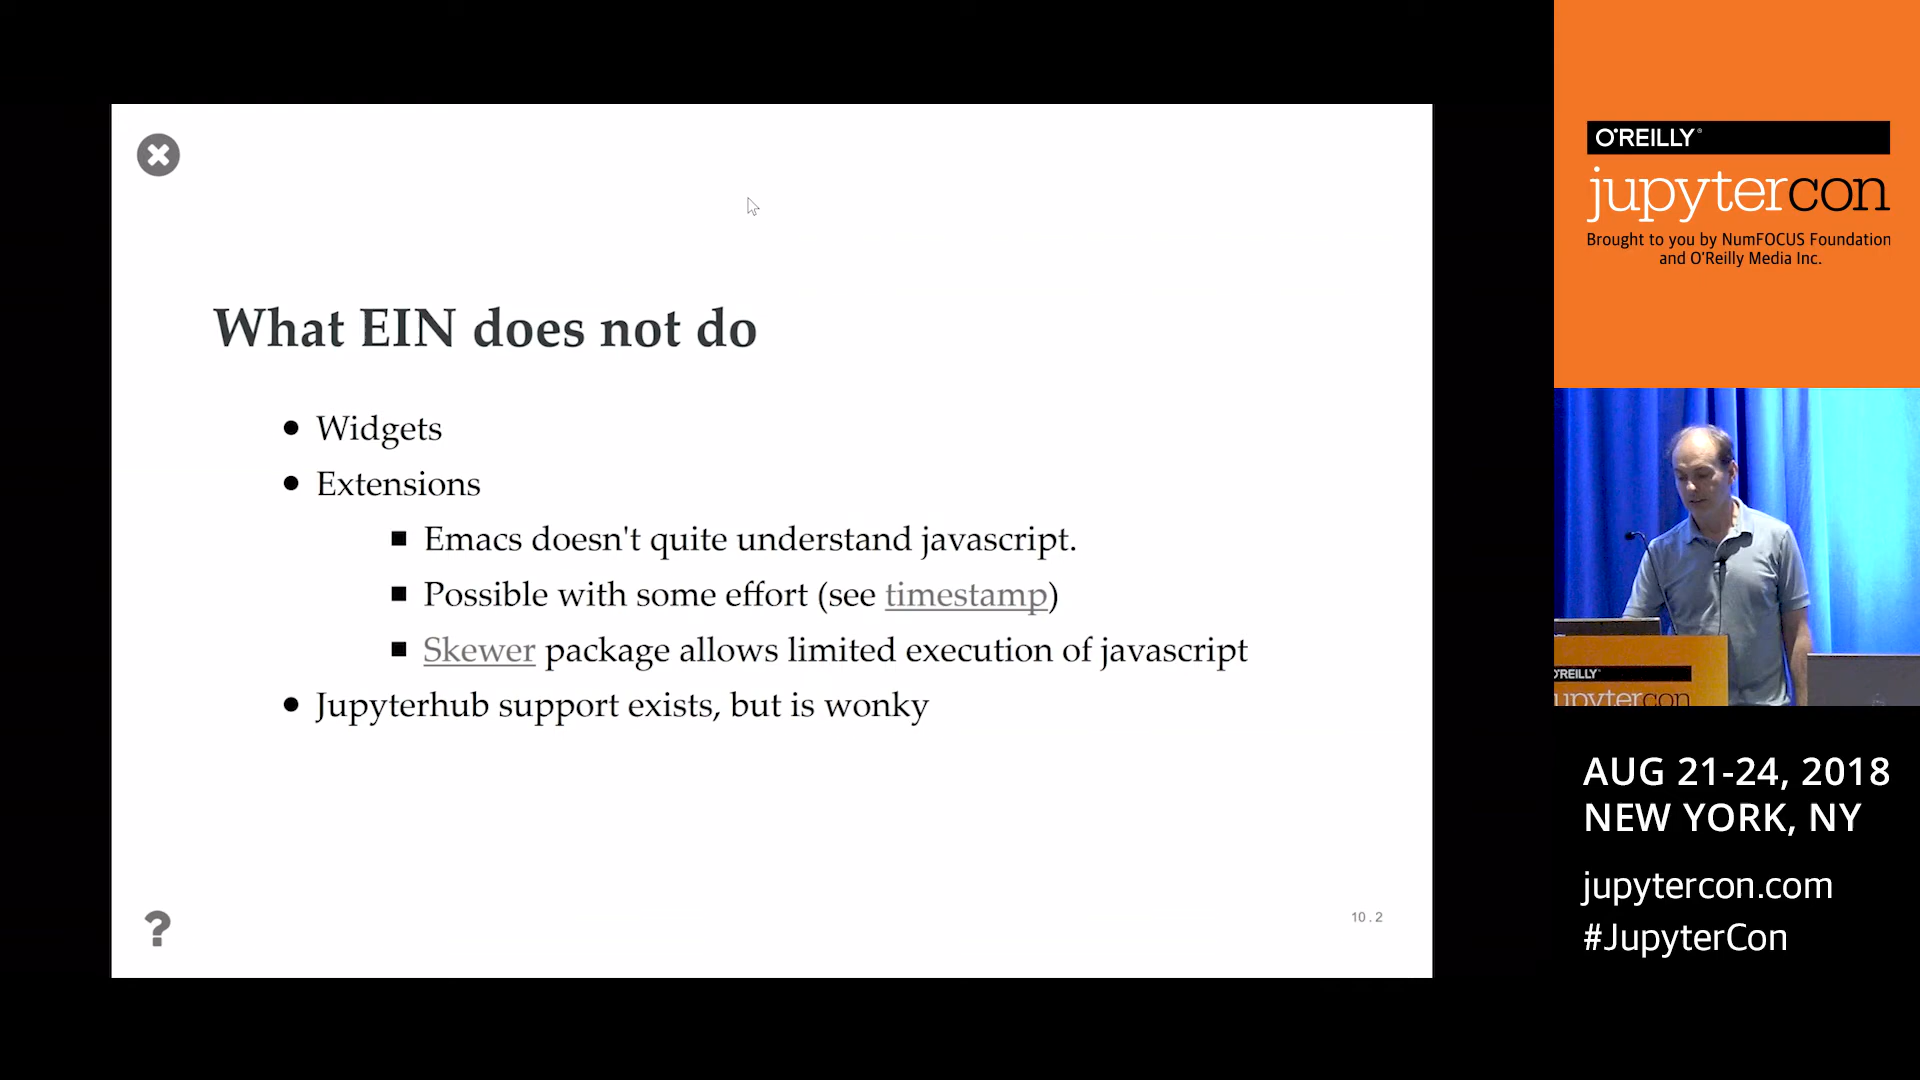 What EIN does not do
Widgets
Extensions
Emacs doesn't quite understand javascript.
Possible with some effort (see timestamp)
Skewer package allows limited execution of javascript
Jupyterhub support exists, but is wonky
10.2
?
O'REILLY®
jupytercon
Brought to you by NumFOCUS Foundation
and O'Reilly Media Inc.
O'REILLY®
jupytercon
AUG 21-24, 2018
NEW YORK, NY
jupytercon.com
#JupyterCon